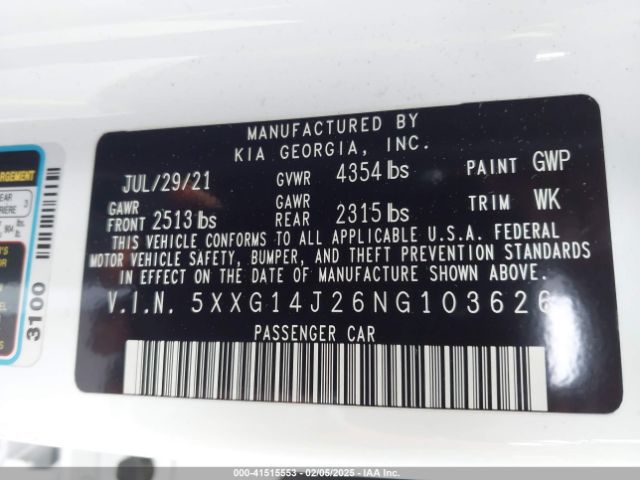 MANUFACTURED BY
KIA GEORGIA, INC.
JUL/29/21 GVWR 4354 lbs PAINT GWP
GAWR FRONT 2513 lbs GAWR REAR 2315 lbs TRIM WK
THIS VEHICLE CONFORMS TO ALL APPLICABLE U.S.A. FEDERAL
MOTOR VEHICLE SAFETY, BUMPER, AND THEFT PREVENTION STANDARDS
IN EFFECT ON THE DATE OF MANUFACTURE SHOWN ABOVE.
V.I.N. 5XXG14J26NG103626
PASSENGER CAR
3100
000-41515553 - 02/05/2025 - IAA, Inc.